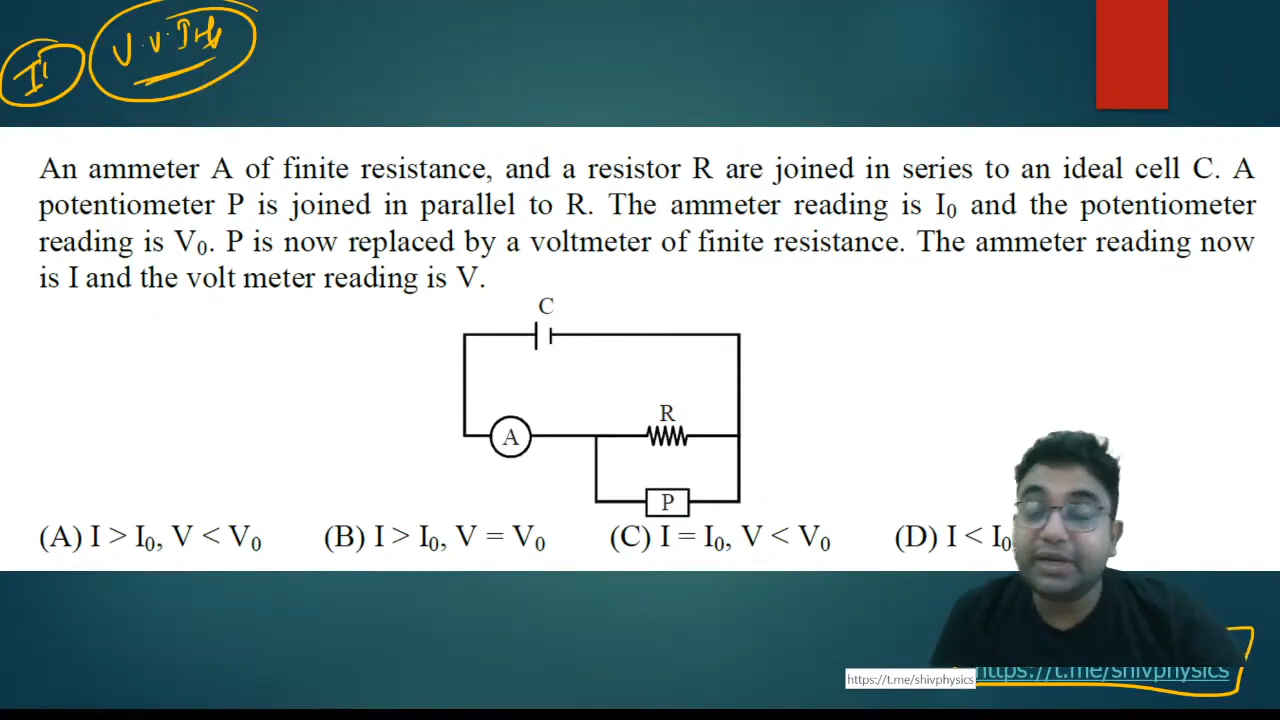 V.V.
An ammeter A of finite resistance, and a resistor R are joined in series to an ideal cell C. A
potentiometer P is joined in parallel to R. The ammeter reading is I₀ and the potentiometer
reading is V₀. P is now replaced by a voltmeter of finite resistance. The ammeter reading now
is I and the volt meter reading is V.
C
R
A
P
(A) I > I₀, V < V₀ (B) I > I₀, V = V₀ (C) I = I₀, V < V₀ (D) I < I₀
https://t.me/shivphysics
https://t.me/shivphysics